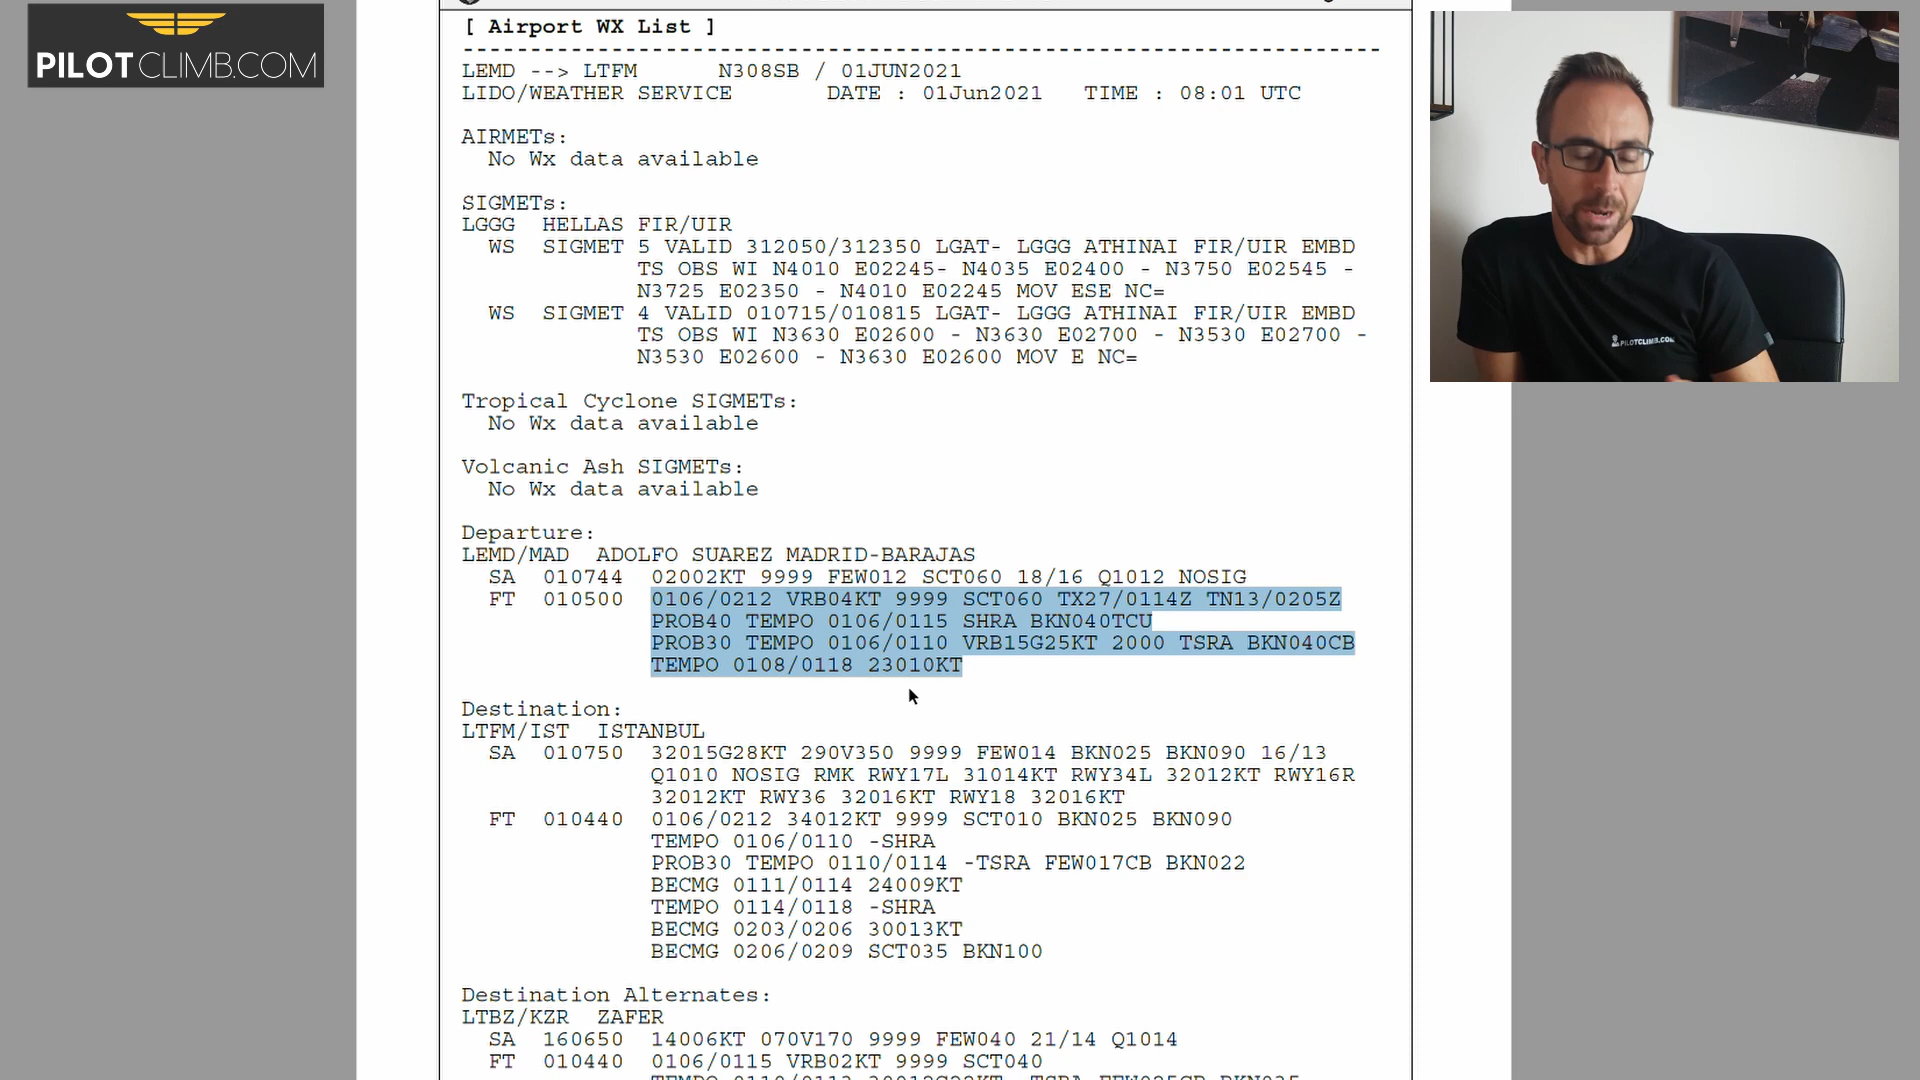 PILOTCLIMB.COM
[ Airport WX List ]
--------------------------------------------------------------------
LEMD --> LTFM N308SB / 01JUN2021
LIDO/WEATHER SERVICE DATE : 01Jun2021 TIME : 08:01 UTC
AIRMETs:
No Wx data available
SIGMETs:
LGGG HELLAS FIR/UIR
WS SIGMET 5 VALID 312050/312350 LGAT- LGGG ATHINAI FIR/UIR EMBD
TS OBS WI N4010 E02245- N4035 E02400 - N3750 E02545 -
N3725 E02350 - N4010 E02245 MOV ESE NC=
WS SIGMET 4 VALID 010715/010815 LGAT- LGGG ATHINAI FIR/UIR EMBD
TS OBS WI N3630 E02600 - N3630 E02700 - N3530 E02700 -
N3530 E02600 - N3630 E02600 MOV E NC=
Tropical Cyclone SIGMETs:
No Wx data available
Volcanic Ash SIGMETs:
No Wx data available
Departure:
LEMD/MAD ADOLFO SUAREZ MADRID-BARAJAS
SA 010744 02002KT 9999 FEW012 SCT060 18/16 Q1012 NOSIG
FT 010500 0106/0212 VRB04KT 9999 SCT060 TX27/0114Z TN13/0205Z
PROB40 TEMPO 0106/0115 SHRA BKN040TCU
PROB30 TEMPO 0106/0110 VRB15G25KT 2000 TSRA BKN040CB
TEMPO 0108/0118 23010KT
Destination:
LTFM/IST ISTANBUL
SA 010750 32015G28KT 290V350 9999 FEW014 BKN025 BKN090 16/13
Q1010 NOSIG RMK RWY17L 31014KT RWY34L 32012KT RWY16R
32012KT RWY36 32016KT RWY18 32016KT
FT 010440 0106/0212 34012KT 9999 SCT010 BKN025 BKN090
TEMPO 0106/0110 -SHRA
PROB30 TEMPO 0110/0114 -TSRA FEW017CB BKN022
BECMG 0111/0114 24009KT
TEMPO 0114/0118 -SHRA
BECMG 0203/0206 30013KT
BECMG 0206/0209 SCT035 BKN100
Destination Alternates:
LTBZ/KZR ZAFER
SA 160650 14006KT 070V170 9999 FEW040 21/14 Q1014
FT 010440 0106/0115 VRB02KT 9999 SCT040
PILOTCLIMB.COM